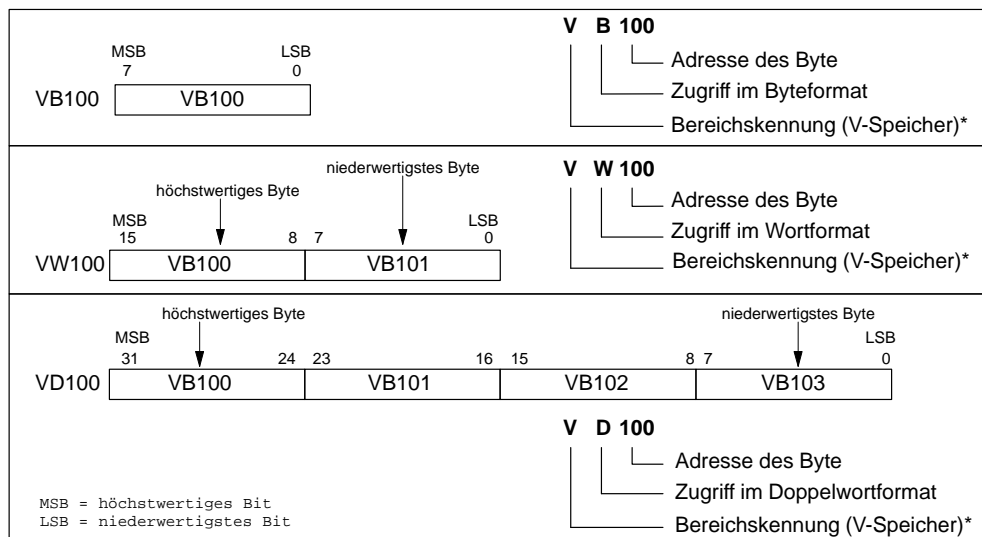 MSB LSB
7 0
VB100 VB100
V B 100
Adresse des Byte
Zugriff im Byteformat
Bereichskennung (V-Speicher)*
niederwertigstes Byte
höchstwertiges Byte
MSB LSB
15 8 7 0
VW100 VB100 VB101
V W 100
Adresse des Byte
Zugriff im Wortformat
Bereichskennung (V-Speicher)*
höchstwertiges Byte niederwertigstes Byte
MSB LSB
31 24 23 16 15 8 7 0
VD100 VB100 VB101 VB102 VB103
V D 100
Adresse des Byte
Zugriff im Doppelwortformat
Bereichskennung (V-Speicher)*
MSB = höchstwertiges Bit
LSB = niederwertigstes Bit